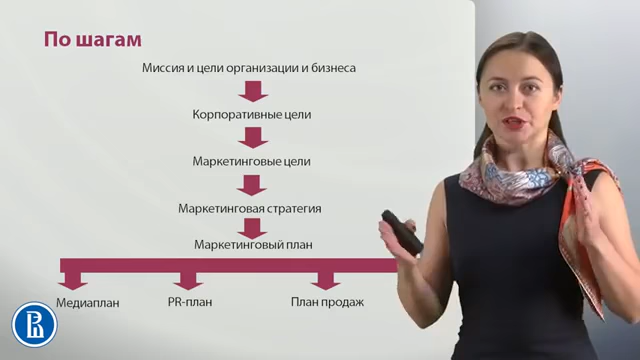 По шагам
Миссия и цели организации и бизнеса
Корпоративные цели
Маркетинговые цели
Маркетинговая стратегия
Маркетинговый план
Медиаплан PR-план План продаж